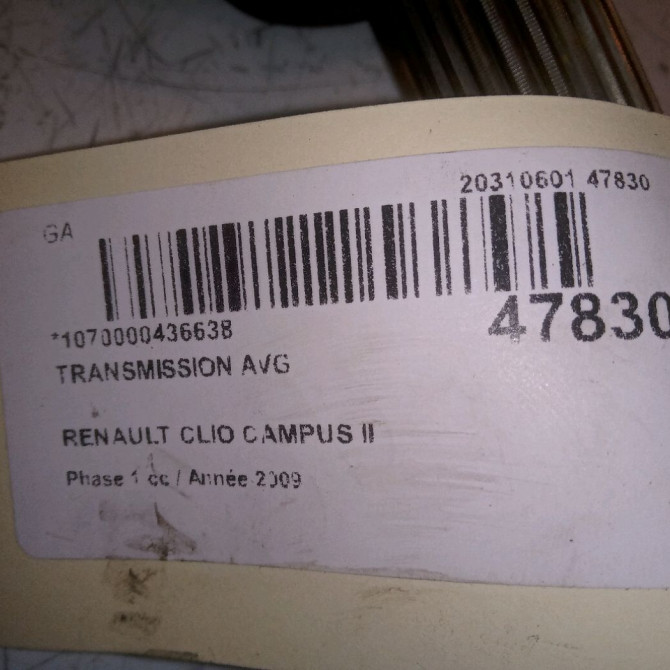 20310601 47830
GA
47830
*1070000436638
TRANSMISSION AVG
RENAULT CLIO CAMPUS II
Phase 1 cc / Année 2009